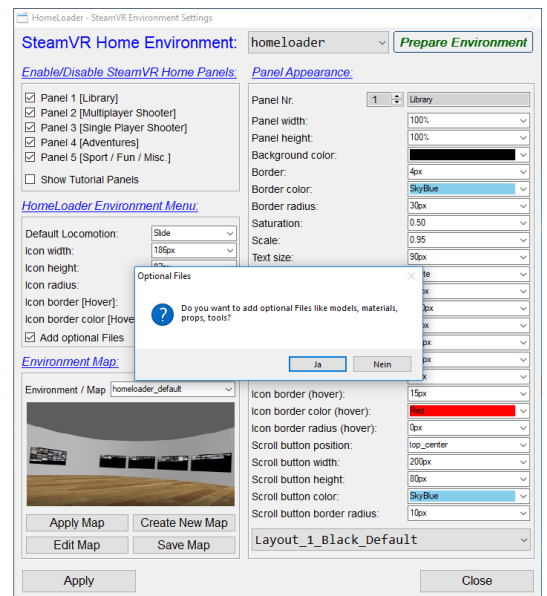 HomeLoader - SteamVR Environment Settings
SteamVR Home Environment:
homeloader
Prepare Environment
Enable/Disable SteamVR Home Panels:
Panel 1 [Library]
Panel 2 [Multiplayer Shooter]
Panel 3 [Single Player Shooter]
Panel 4 [Adventures]
Panel 5 [Sport / Fun / Misc.]
Show Tutorial Panels
HomeLoader Environment Menu:
Default Locomotion: Slide
Icon width: 186px
Icon height:
Icon radius:
Icon border [Hover]:
Icon border color [Hove
Add optional Files
Environment Map:
Environment / Map homeloader_default
Apply Map
Create New Map
Edit Map
Save Map
Panel Appearance:
Panel Nr. 1 Library
Panel width: 100%
Panel height: 100%
Background color:
Border: 4px
Border color: SkyBlue
Border radius: 30px
Saturation: 0.50
Scale: 0.95
Text size: 90px
Optional Files
Do you want to add optional Files like models, materials,
props, tools?
Ja
Nein
Icon border (hover): 15px
Icon border color (hover): Red
Icon border radius (hover): 0px
Scroll button position: top_center
Scroll button width: 200px
Scroll button height: 80px
Scroll button color: SkyBlue
Scroll button border radius: 10px
Layout_1_Black_Default
Apply
Close